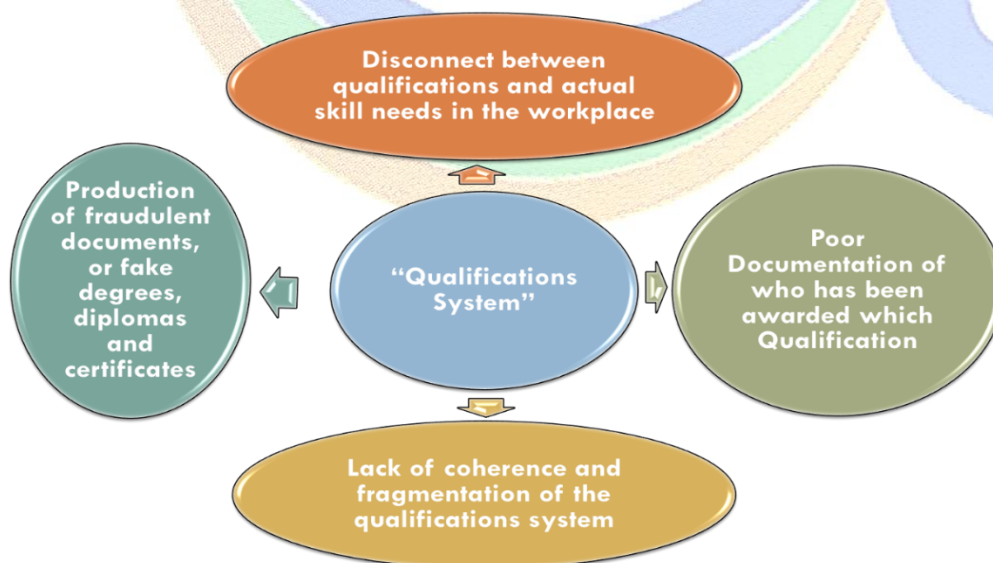 Disconnect between
qualifications and actual
skill needs in the workplace
Production
of fraudulent
documents,
or fake
degrees,
diplomas
and
certificates
“Qualifications
System”
Poor
Documentation of
who has been
awarded which
Qualification
Lack of coherence and
fragmentation of the
qualifications system